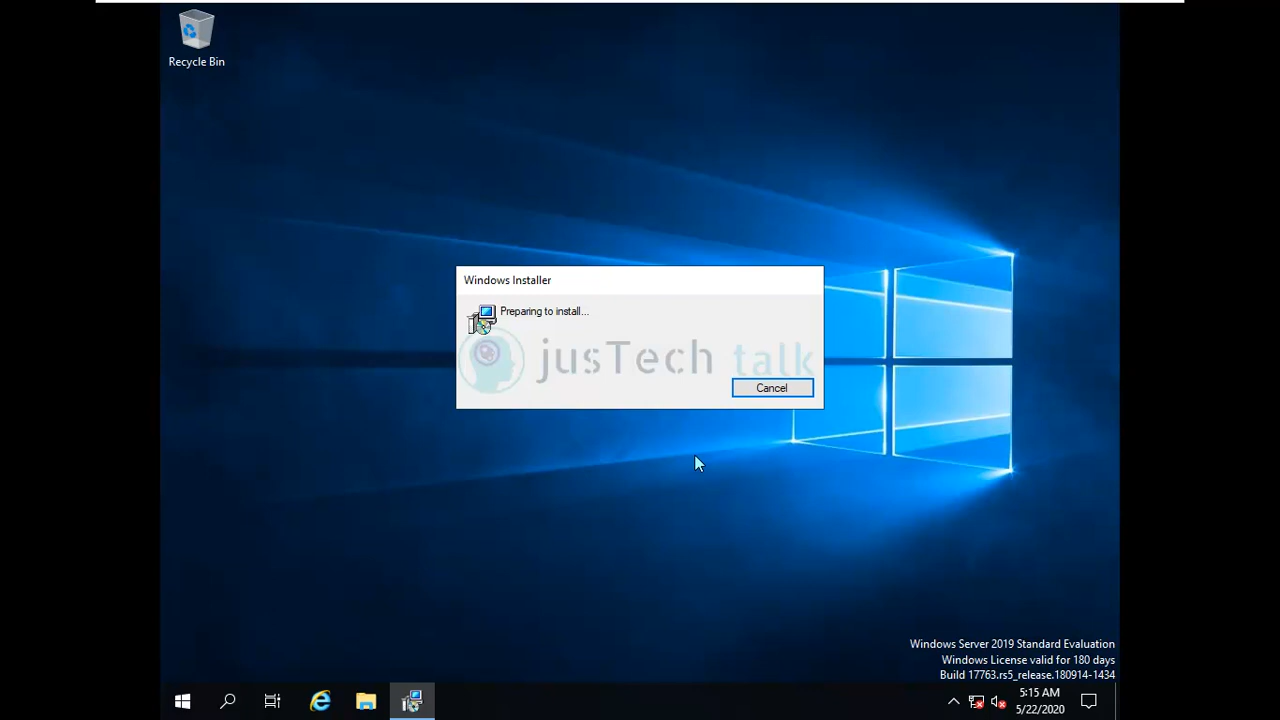 Recycle Bin
Windows Installer
Preparing to install...
jusTech talk
Cancel
Windows Server 2019 Standard Evaluation
Windows License valid for 180 days
Build 17763.rs5_release.180914-1434
5:15 AM
5/22/2020